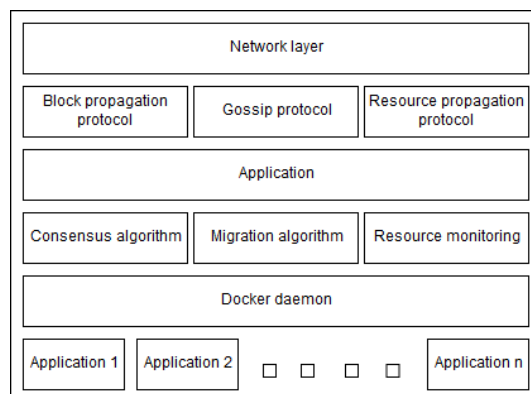 Network layer
Block propagation
protocol
Gossip protocol
Resource propagation
protocol
Application
Consensus algorithm
Migration algorithm
Resource monitoring
Docker daemon
Application 1
Application 2
Application n